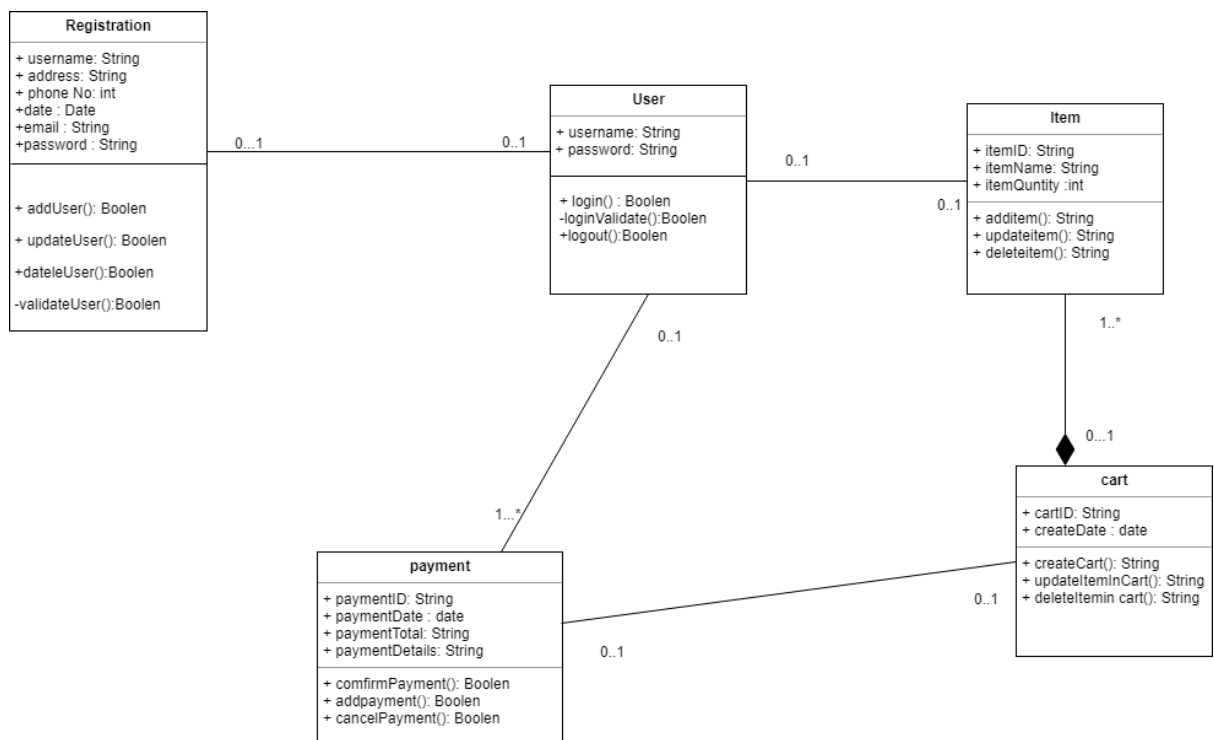 Registration
+ username: String
+ address: String
+ phone No: int
+date : Date
+email : String
+password : String
+ addUser(): Boolen
+ updateUser(): Boolen
+dateleUser():Boolen
-validateUser():Boolen
0...1
0..1
User
+ username: String
+ password: String
+ login() : Boolen
-loginValidate():Boolen
+logout():Boolen
0..1
0..1
Item
+ itemID: String
+ itemName: String
+ itemQuntity :int
+ additem(): String
+ updateitem(): String
+ deleteitem(): String
0..1
1..*
0...1
1...*
cart
+ cartID: String
+ createDate : date
+ createCart(): String
+ updateItemInCart(): String
+ deleteItemin cart(): String
payment
+ paymentID: String
+ paymentDate : date
+ paymentTotal: String
+ paymentDetails: String
+ comfirmPayment(): Boolen
+ addpayment(): Boolen
+ cancelPayment(): Boolen
0..1
0..1